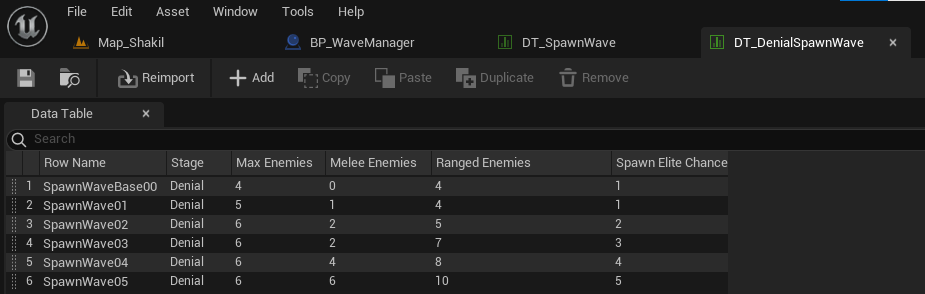 File Edit Asset Window Tools Help
Map_Shakil BP_WaveManager DT_SpawnWave DT_DenialSpawnWave ×
Reimport + Add Copy Paste Duplicate Remove
Data Table ×
Search
Row Name Stage Max Enemies Melee Enemies Ranged Enemies Spawn Elite Chance
1 SpawnWaveBase00 Denial 4 0 4 1
2 SpawnWave01 Denial 5 1 4 1
3 SpawnWave02 Denial 6 2 5 2
4 SpawnWave03 Denial 6 2 7 3
5 SpawnWave04 Denial 6 4 8 4
6 SpawnWave05 Denial 6 6 10 5